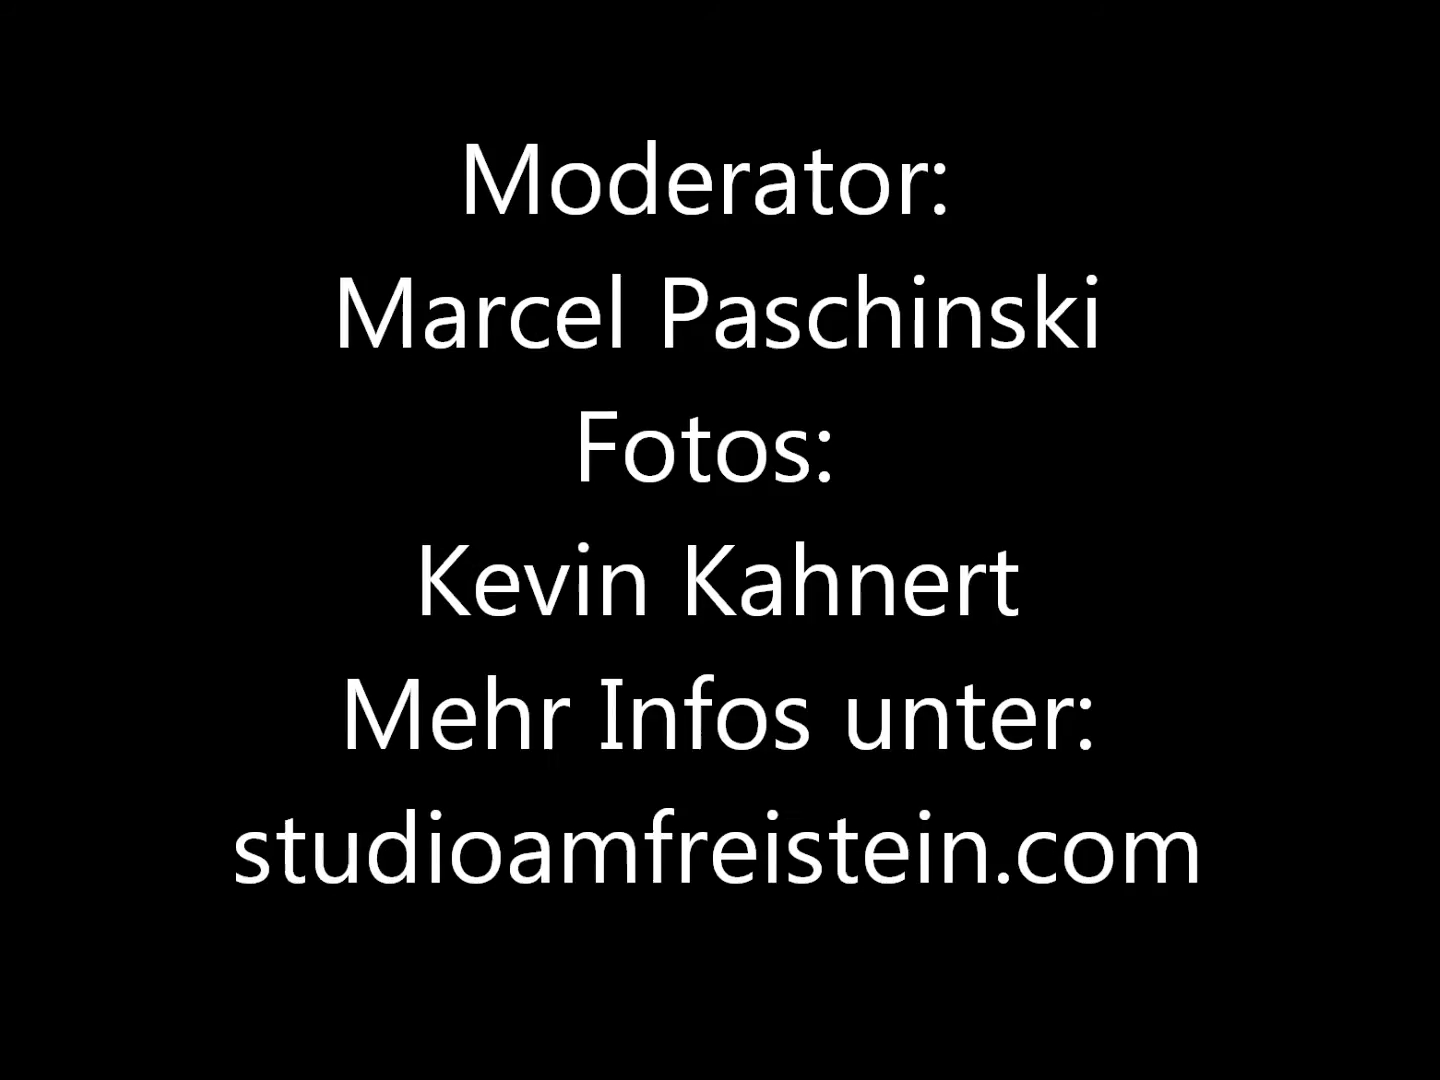 Moderator:
Marcel Paschinski
Fotos:
Kevin Kahnert
Mehr Infos unter:
studioamfreistein.com